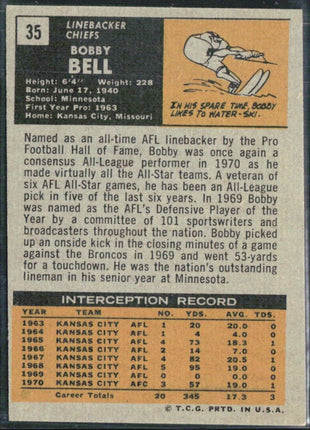 35
LINEBACKER
CHIEFS
BOBBY
BELL
Height: 6'4" Weight: 228
Born: June 17, 1940
School: Minnesota
First Year Pro: 1963
Home: Kansas City, Missouri
IN HIS SPARE TIME, BOBBY
LIKES TO WATER-SKI.
Named as an all-time AFL linebacker by the Pro
Football Hall of Fame, Bobby was once again a
consensus All-League performer in 1970 as he
made virtually all the All-Star teams. A veteran of
six AFL All-Star games, he has been an All-League
pick in five of the last six years. In 1969 Bobby
was named as the AFL's Defensive Player of the
Year by a committee of 101 sportswriters and
broadcasters throughout the nation. Bobby picked
up an onside kick in the closing minutes of a game
against the Broncos in 1969 and went 53-yards
for a touchdown. He was the nation's outstanding
lineman in his senior year at Minnesota.
INTERCEPTION RECORD
YEAR TEAM NO. YDS. AVG. TDS
1963 KANSAS CITY AFL 1 20 20.0 0
1964 KANSAS CITY AFL 1 4 4.0 0
1965 KANSAS CITY AFL 4 73 18.3 1
1966 KANSAS CITY AFL 2 14 7.0 0
1967 KANSAS CITY AFL 4 82 20.5 1
1968 KANSAS CITY AFL 5 95 19.0 0
1970 KANSAS CITY AFC 3 57 19.0 1
Career Totals 20 345 17.3 3
© T.C.G. PRTD. IN U.S.A.